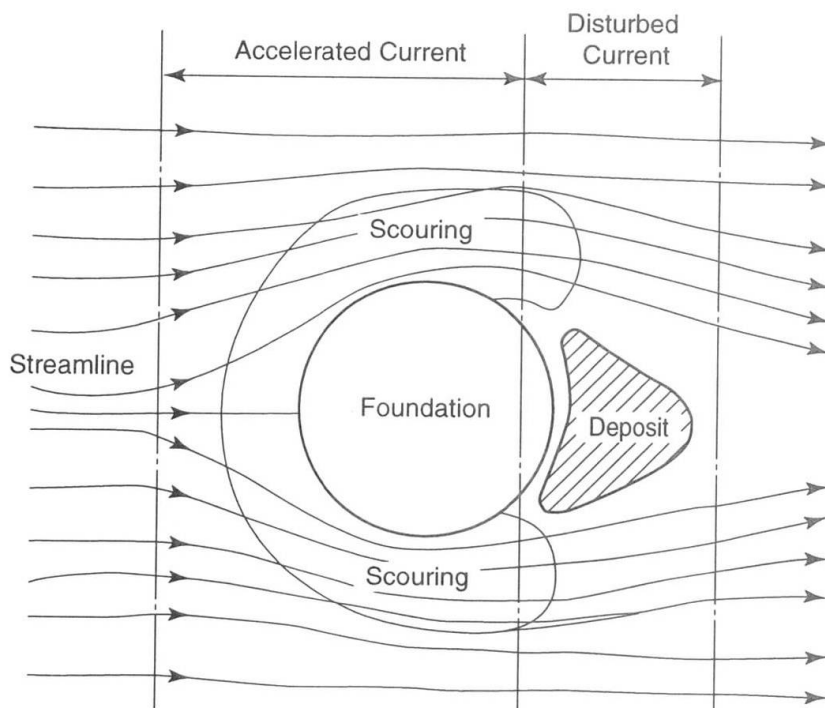 Accelerated Current
Disturbed
Current
Scouring
Streamline
Foundation
Deposit
Scouring